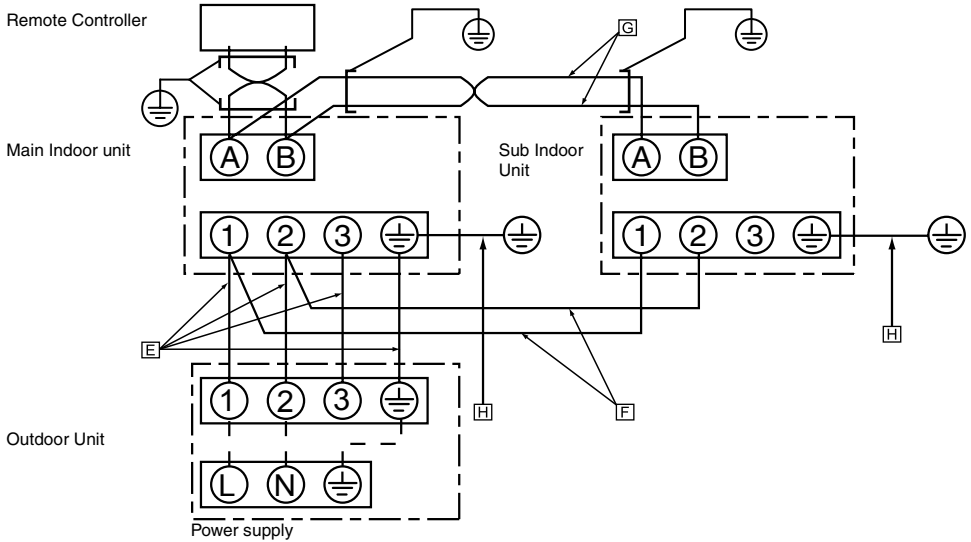 Remote Controller
G
Main Indoor unit
A B
Sub Indoor
Unit
A B
1 2 3
1 2 3
E
H
F
H
1 2 3
Outdoor Unit
L N
Power supply